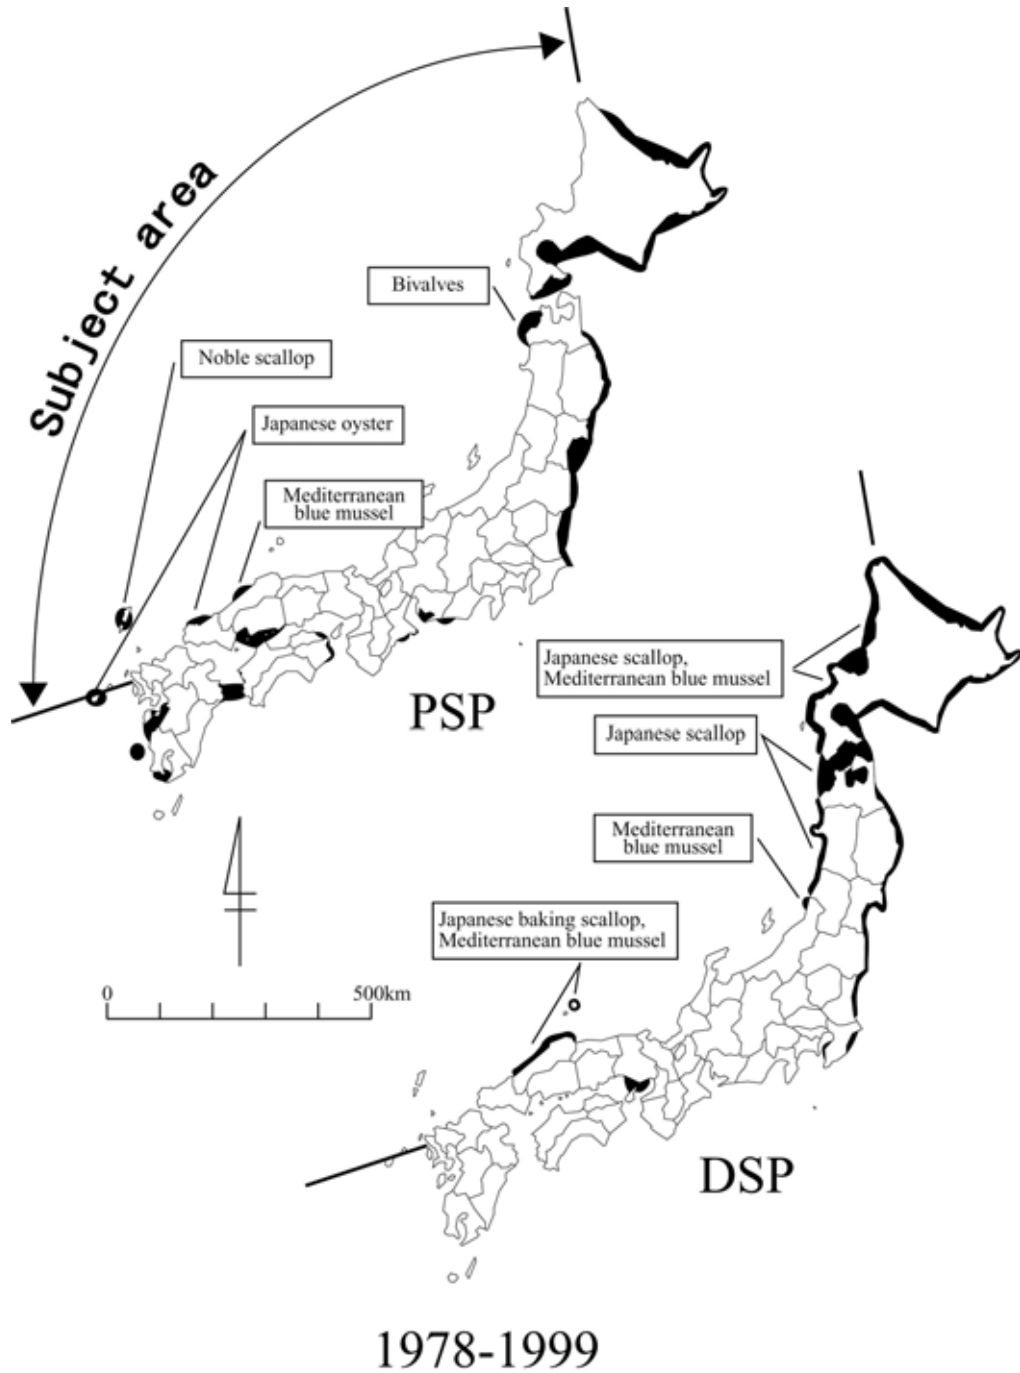 Subject area
Bivalves
Noble scallop
Japanese oyster
Mediterranean
blue mussel
PSP
Japanese scallop,
Mediterranean blue mussel
Japanese scallop
Mediterranean
blue mussel
Japanese baking scallop,
Mediterranean blue mussel
0 500km
DSP
1978-1999